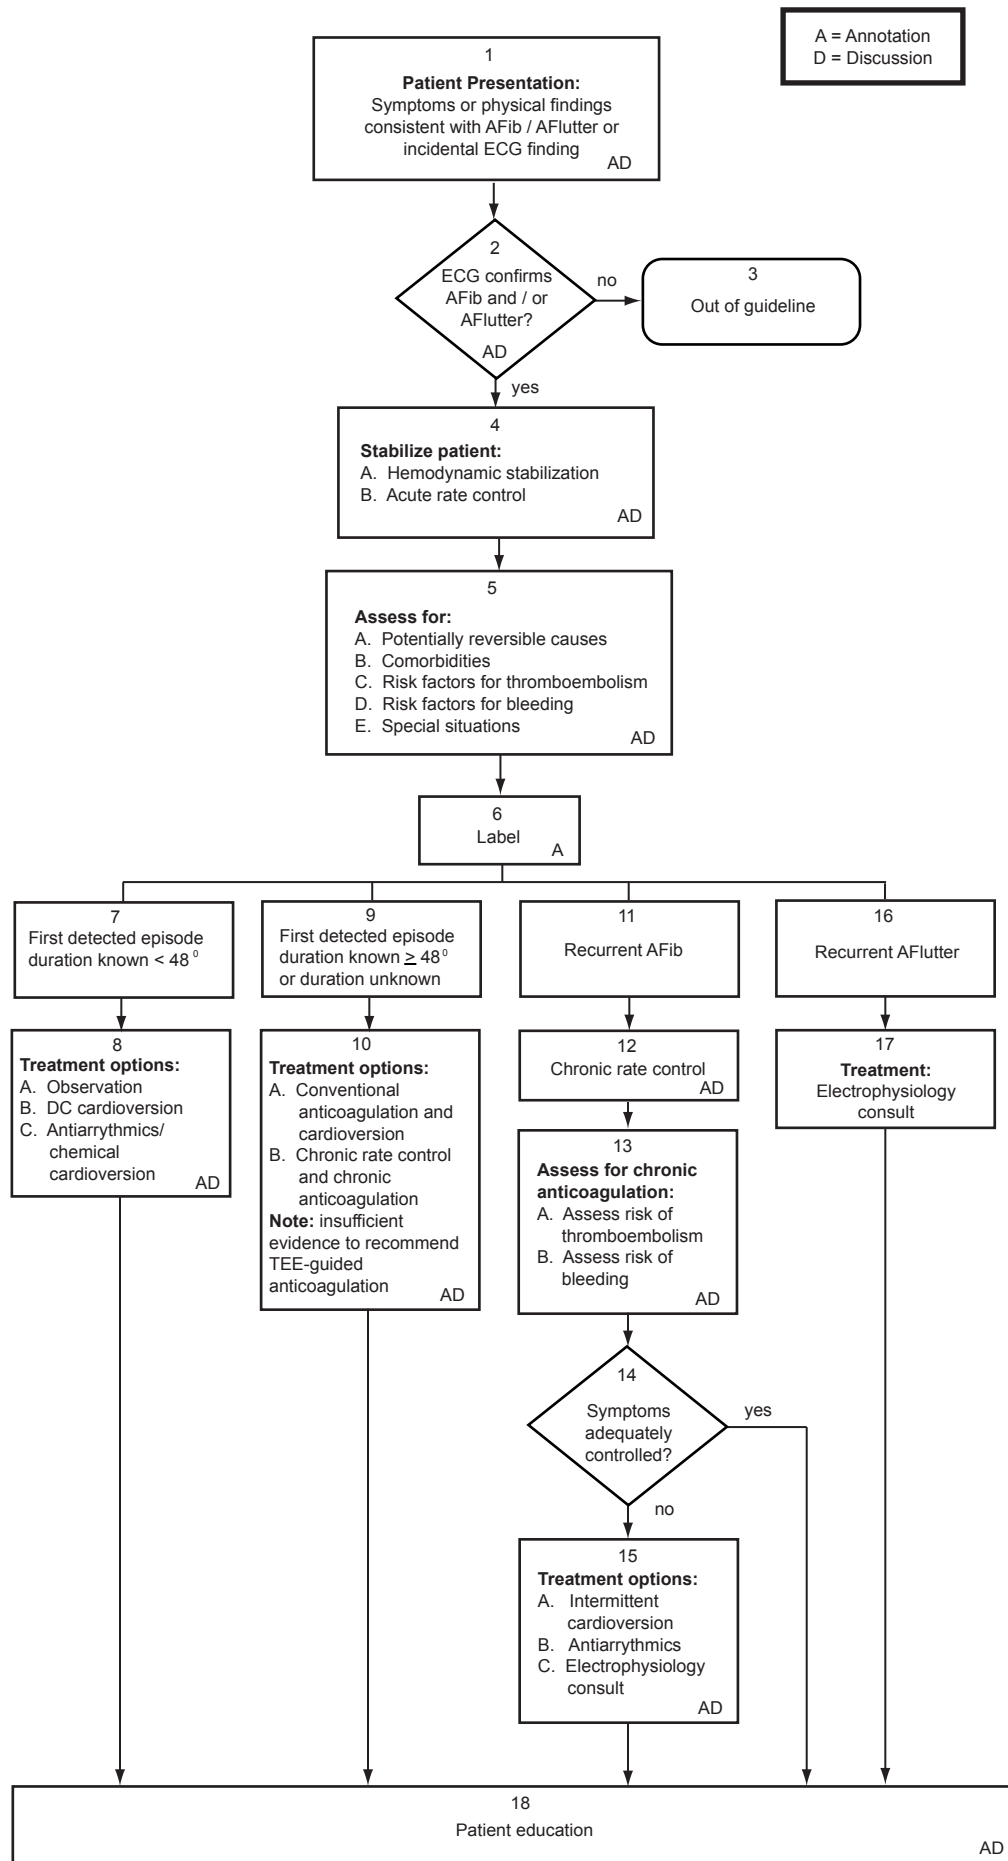 A = Annotation
D = Discussion
1
Patient Presentation:
Symptoms or physical findings
consistent with AFib / AFlutter or
incidental ECG finding
AD
2
ECG confirms
AFib and / or
AFlutter?
AD
no
3
Out of guideline
yes
4
Stabilize patient:
A. Hemodynamic stabilization
B. Acute rate control
AD
5
Assess for:
A. Potentially reversible causes
B. Comorbidities
C. Risk factors for thromboembolism
D. Risk factors for bleeding
E. Special situations
AD
6
Label
A
7
First detected episode
duration known < 48⁰
8
Treatment options:
A. Observation
B. DC cardioversion
C. Antiarrythmics/
chemical
cardioversion
AD
9
First detected episode
duration known ≥ 48⁰
or duration unknown
10
Treatment options:
A. Conventional
anticoagulation and
cardioversion
B. Chronic rate control
and chronic
anticoagulation
Note: insufficient
evidence to recommend
TEE-guided
anticoagulation
AD
11
Recurrent AFib
12
Chronic rate control
AD
13
Assess for chronic
anticoagulation:
A. Assess risk of
thromboembolism
B. Assess risk of
bleeding
AD
14
Symptoms
adequately
controlled?
yes
no
15
Treatment options:
A. Intermittent
cardioversion
B. Antiarrythmics
C. Electrophysiology
consult
AD
16
Recurrent AFlutter
17
Treatment:
Electrophysiology
consult
18
Patient education
AD